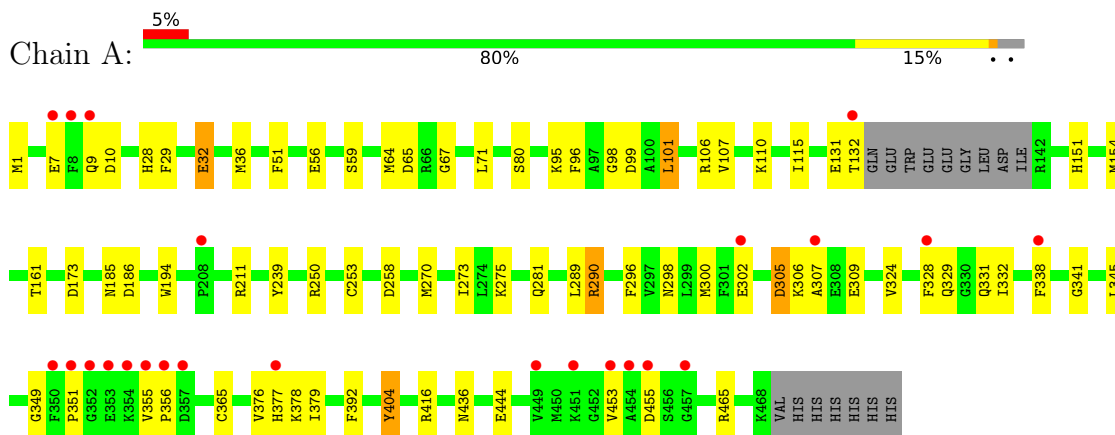 5%
Chain A:
80% 15% • •
M1 E7 F8 Q9 D10 H28 F29 E32 M36 F51 E56 S59 M64 D65 R66 G67 L71 S80 K95 F96 A97 G98 D99 A100 L101 R106 V107 K110 I115 E131 T132 GLN GLU TRP GLU GLU GLY LEU ASP ILE R142 H151 M154
T161 D173 N185 D186 W194 P208 R211 Y239 R250 C253 D258 M270 I273 L274 K275 Q281 L289 R290 F296 V297 N298 L299 M300 F301 E302 D305 K306 A307 E308 E309 V324 F328 Q329 G330 Q331 I332 F338 G341 L345
G349 F350 P351 G352 E353 K354 V355 P356 D357 C365 V376 H377 K378 I379 F392 Y404 R416 N436 E444 V449 M450 K451 G452 V453 A454 D455 S456 G457 R465 K468 VAL HIS HIS HIS HIS HIS HIS